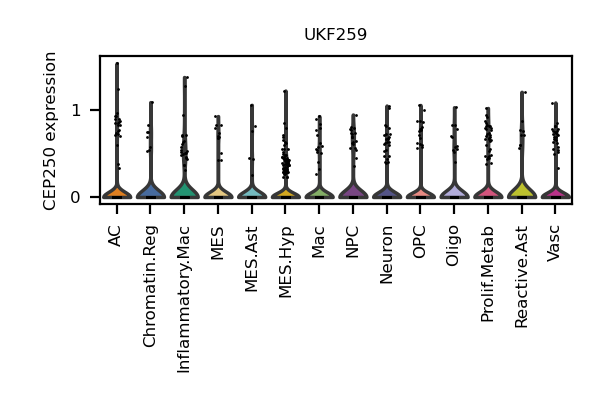 UKF259
CEP250 expression
1
0
AC
Chromatin.Reg
Inflammatory.Mac
MES
MES.Ast
MES.Hyp
Mac
NPC
Neuron
OPC
Oligo
Prolif.Metab
Reactive.Ast
Vasc